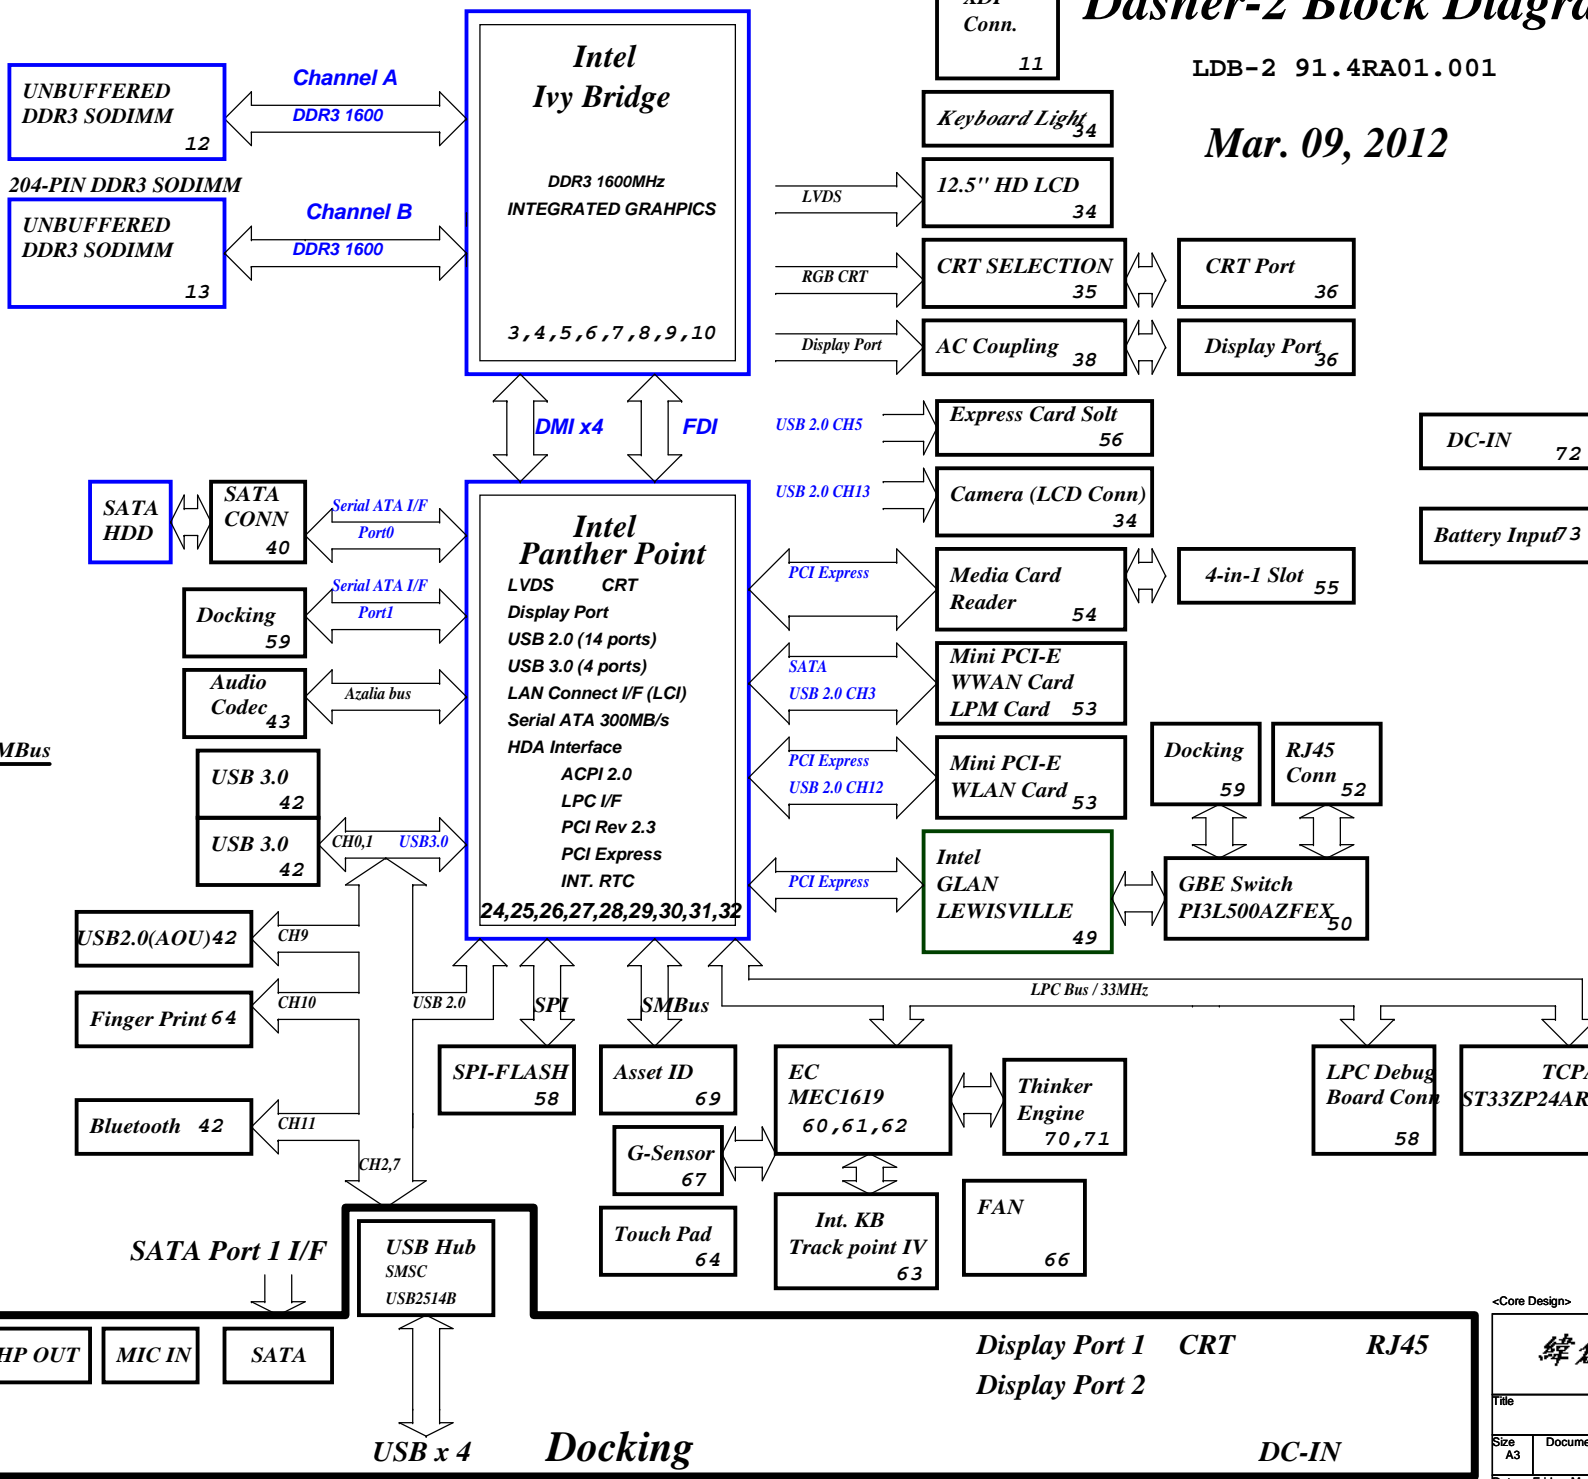 Conn.
11
LDB-2 91.4RA01.001
Mar. 09, 2012
Intel
Ivy Bridge
DDR3 1600MHz
INTEGRATED GRAHPICS
3,4,5,6,7,8,9,10
UNBUFFERED
DDR3 SODIMM
12
Channel A
DDR3 1600
204-PIN DDR3 SODIMM
UNBUFFERED
DDR3 SODIMM
13
Channel B
DDR3 1600
Keyboard Light
34
LVDS
12.5'' HD LCD
34
RGB CRT
CRT SELECTION
35
CRT Port
36
Display Port
AC Coupling
38
Display Port
36
DMI x4
FDI
USB 2.0 CH5
Express Card Solt
56
USB 2.0 CH13
Camera (LCD Conn)
34
DC-IN
72
Battery Input
73
SATA
HDD
SATA
CONN
40
Serial ATA I/F
Port0
Docking
59
Serial ATA I/F
Port1
Audio
Codec
43
Azalia bus
Intel
Panther Point
LVDS CRT
Display Port
USB 2.0 (14 ports)
USB 3.0 (4 ports)
LAN Connect I/F (LCI)
Serial ATA 300MB/s
HDA Interface
ACPI 2.0
LPC I/F
PCI Rev 2.3
PCI Express
INT. RTC
24,25,26,27,28,29,30,31,32
PCI Express
Media Card
Reader
54
4-in-1 Slot
55
SATA
USB 2.0 CH3
Mini PCI-E
WWAN Card
LPM Card 53
PCI Express
USB 2.0 CH12
Mini PCI-E
WLAN Card
53
Docking
59
RJ45
Conn
52
PCI Express
Intel
GLAN
LEWISVILLE
49
GBE Switch
PI3L500AZFEX
50
MBus
USB 3.0
42
USB 3.0
42
CH0,1 USB3.0
USB2.0(AOU) 42
CH9
Finger Print 64
CH10
Bluetooth 42
CH11
CH2,7
USB 2.0
SPI
SMBus
LPC Bus / 33MHz
SPI-FLASH
58
Asset ID
69
EC
MEC1619
60,61,62
Thinker
Engine
70,71
LPC Debug
Board Conn
58
TCPA
ST33ZP24AR
G-Sensor
67
Touch Pad
64
Int. KB
Track point IV
63
FAN
66
SATA Port 1 I/F
USB Hub
SMSC
USB2514B
HP OUT
MIC IN
SATA
USB x 4
Docking
Display Port 1 CRT RJ45
Display Port 2
DC-IN
<Core Design>
緯
Title
Size
A3